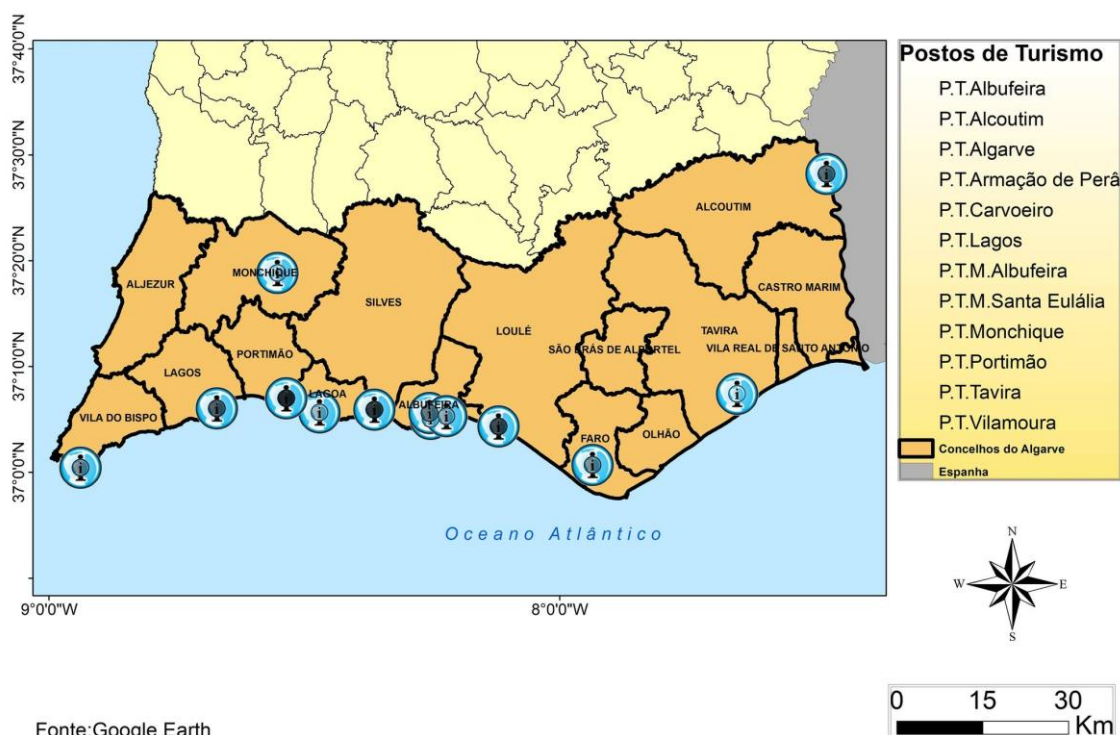 37°40'0"N
37°30'0"N
37°20'0"N
37°10'0"N
37°0'0"N
9°0'0"W
8°0'0"W
ALCOUTIM
MONCHIQUE
ALJEZUR
CASTRO MARIM
SILVES
LOULÉ
TAVIRA
PORTIMÃO
SÃO BRÁS DE ALPORTEL
VILA REAL DE SANTO ANTONIO
LAGOS
LAGOA
ALBUFEIRA
VILA DO BISPO
FARO
OLHÃO
Oceano Atlântico
Postos de Turismo
P.T.Albufeira
P.T.Alcoutim
P.T.Algarve
P.T.Armação de Perâ
P.T.Carvoeiro
P.T.Lagos
P.T.M.Albufeira
P.T.M.Santa Eulália
P.T.Monchique
P.T.Portimão
P.T.Tavira
P.T.Vilamoura
Concelhos do Algarve
Espanha
N
W E
S
0 15 30
Km
Fonte:Google Earth